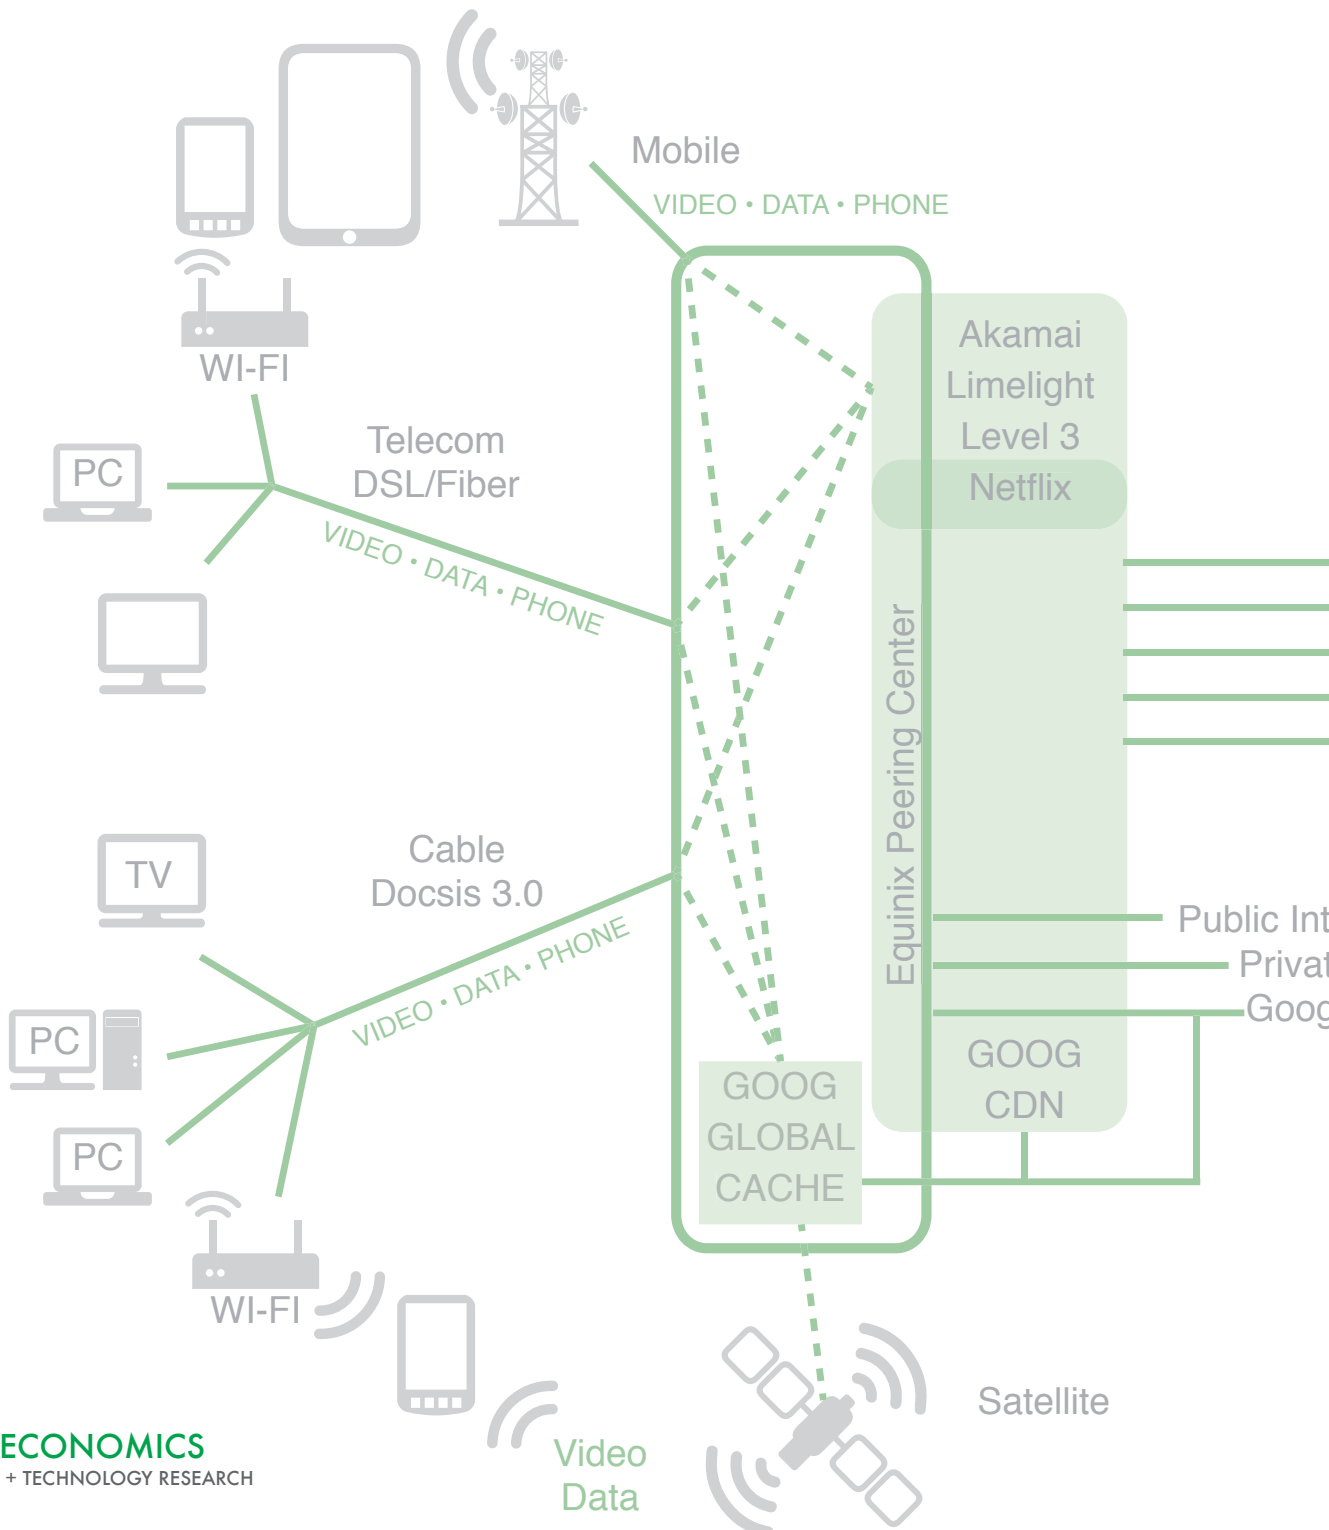 Mobile
VIDEO • DATA • PHONE
Akamai
Limelight
Level 3
Netflix
WI-FI
Telecom
DSL/Fiber
PC
VIDEO • DATA • PHONE
Equinix Peering Center
TV
Cable
Docsis 3.0
VIDEO • DATA • PHONE
Public Int
Privat
Goog
PC
GOOG
CDN
GOOG
GLOBAL
CACHE
PC
WI-FI
Satellite
Video
Data
ECONOMICS
+ TECHNOLOGY RESEARCH